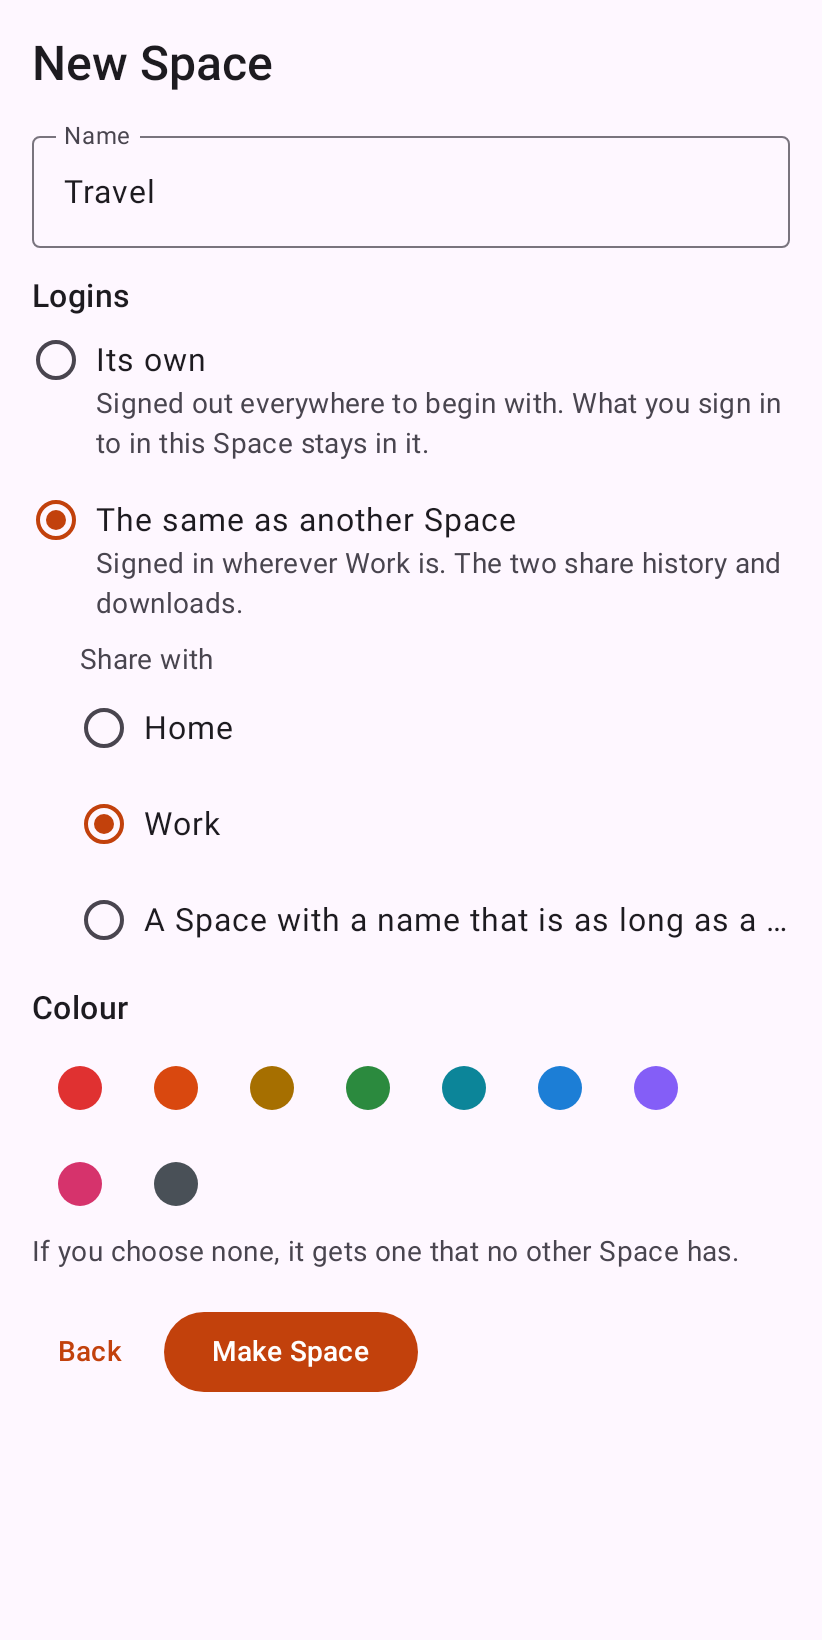 New Space
Name
Travel
Logins
Its own
Signed out everywhere to begin with. What you sign in
to in this Space stays in it.
The same as another Space
Signed in wherever Work is. The two share history and
downloads.
Share with
Home
Work
A Space with a name that is as long as a ...
Colour
If you choose none, it gets one that no other Space has.
Back
Make Space